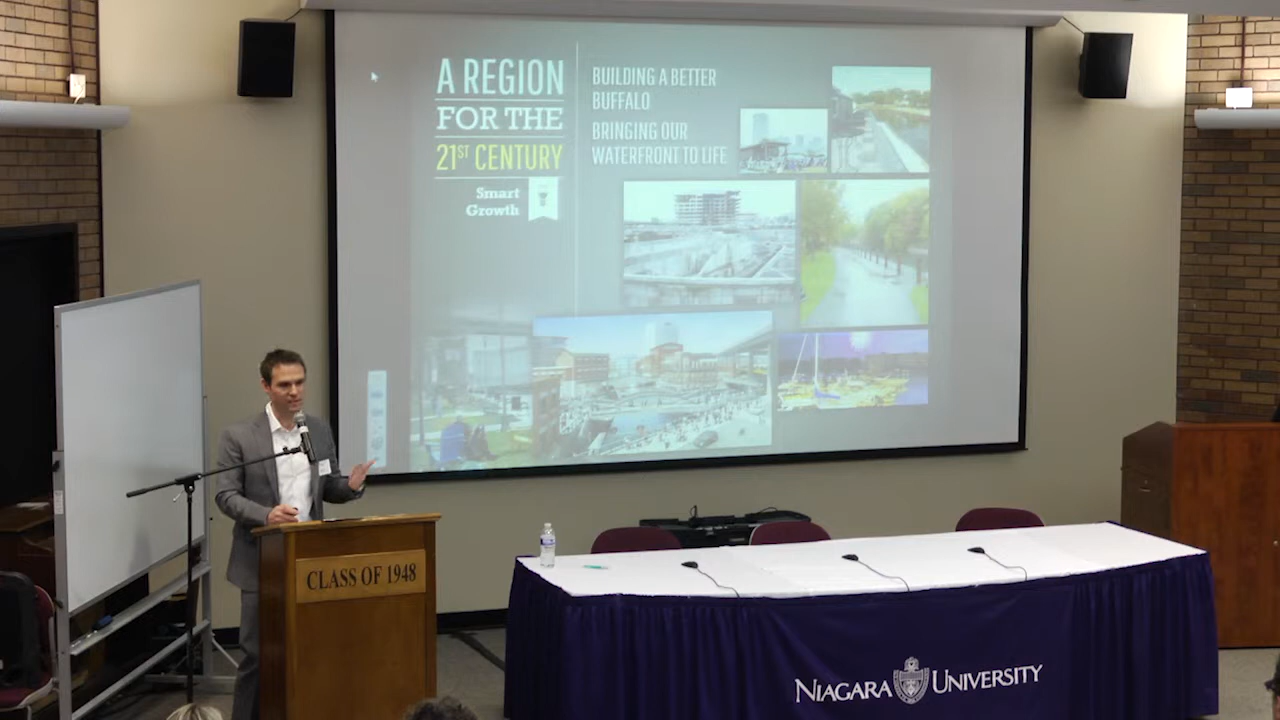 A REGION
FOR THE
21ST CENTURY
Smart
Growth
BUILDING A BETTER
BUFFALO
BRINGING OUR
WATERFRONT TO LIFE
CLASS OF 1948
NIAGARA UNIVERSITY